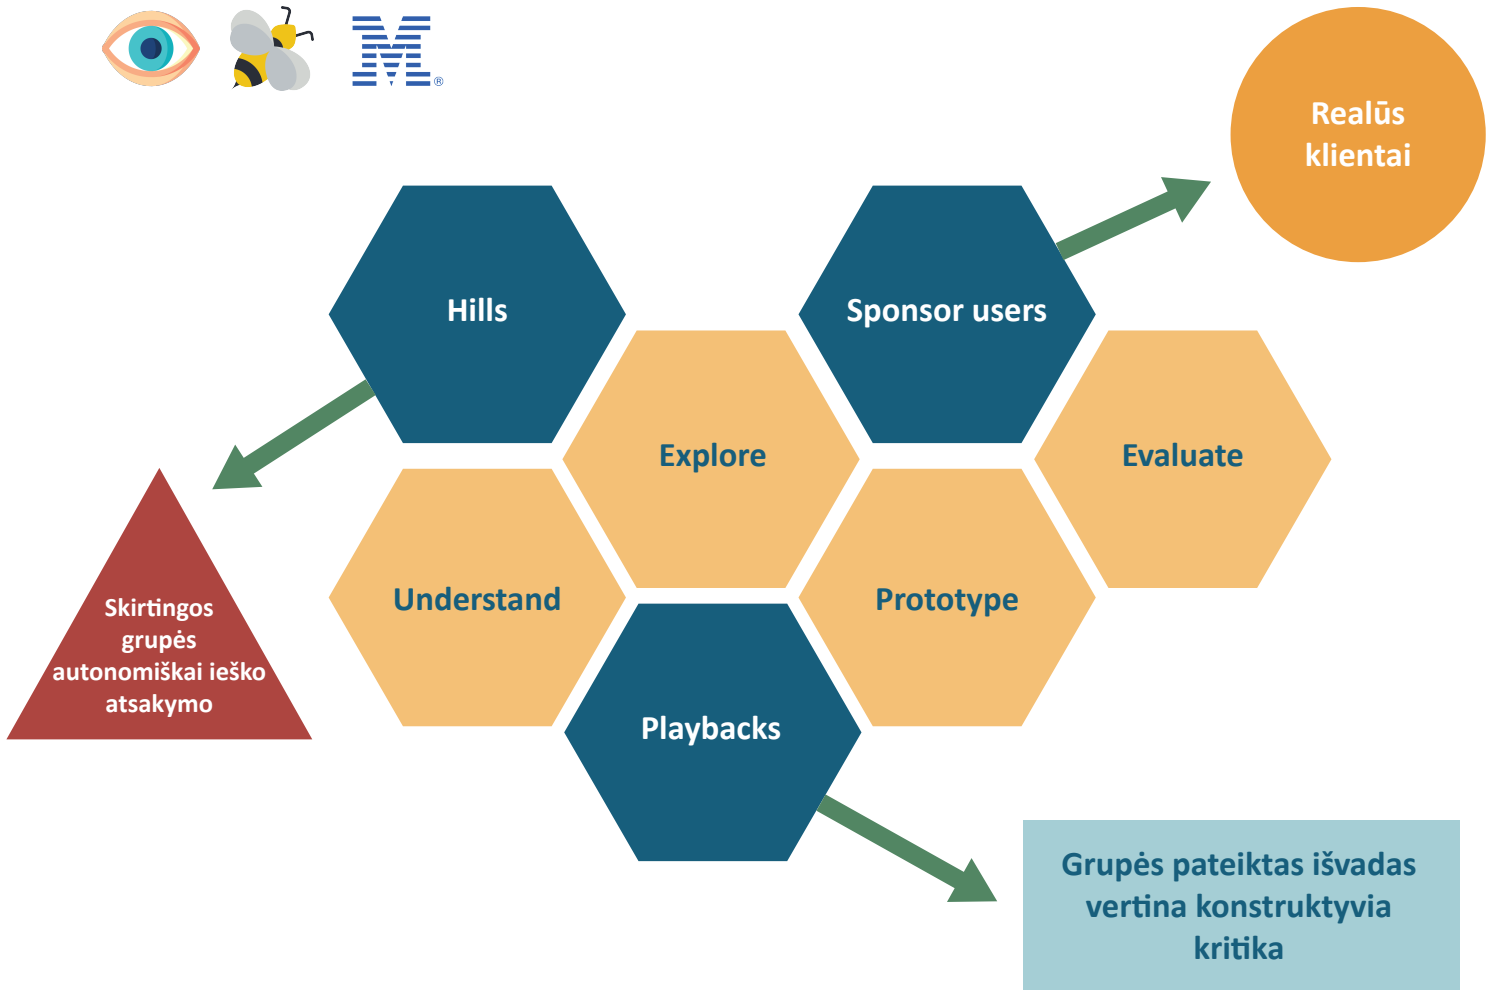 M®
Realūs
klientai
Hills
Sponsor users
Explore
Evaluate
Understand
Prototype
Skirtingos
grupės
autonomiškai ieško
atsakymo
Playbacks
Grupės pateiktas išvadas
vertina konstruktyvia
kritika